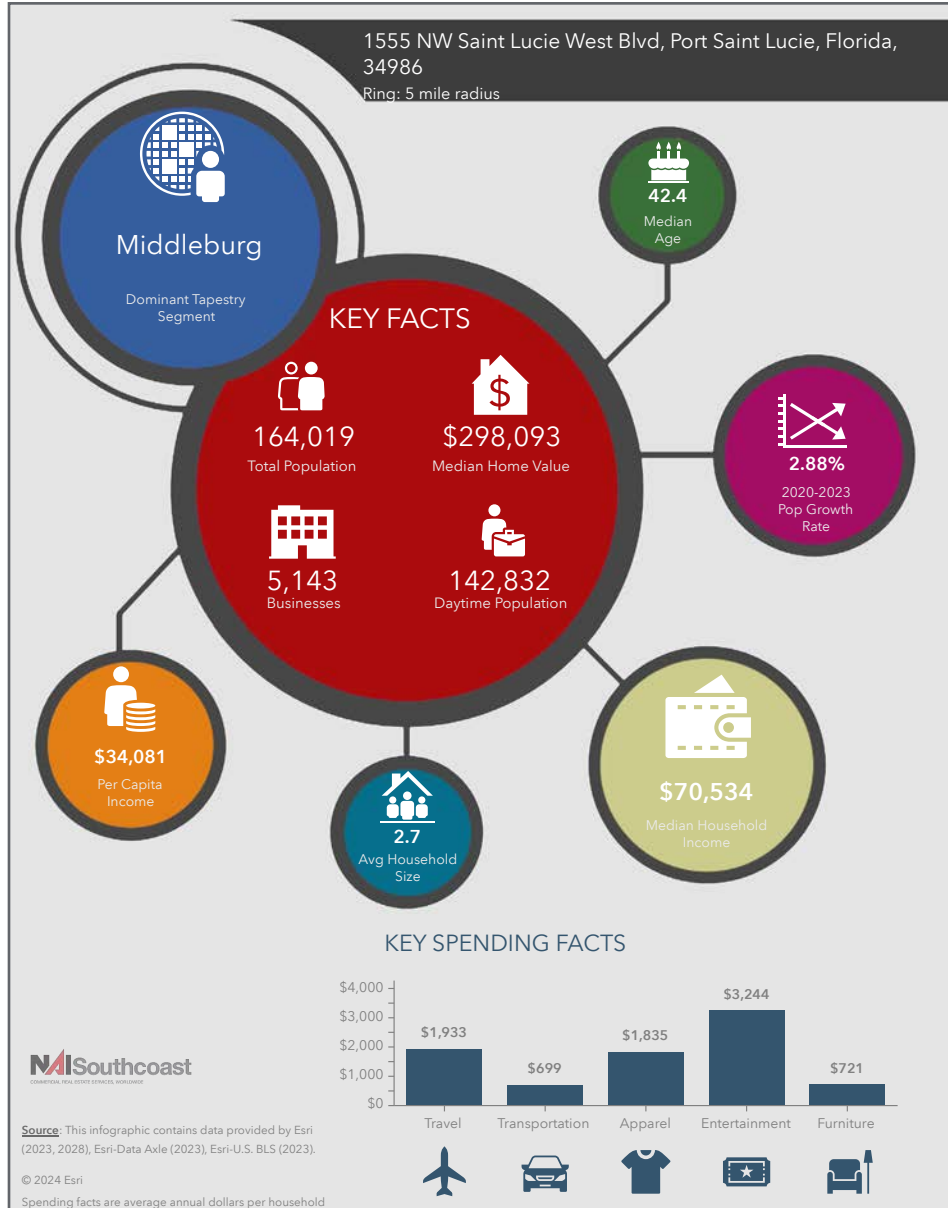 1555 NW Saint Lucie West Blvd, Port Saint Lucie, Florida,
34986
Ring: 5 mile radius
Middleburg
Dominant Tapestry
Segment
42.4
Median
Age
KEY FACTS
164,019
Total Population
$298,093
Median Home Value
5,143
Businesses
142,832
Daytime Population
2.88%
2020-2023
Pop Growth
Rate
$34,081
Per Capita
Income
2.7
Avg Household
Size
$70,534
Median Household
Income
KEY SPENDING FACTS
$4,000
$3,000
$2,000
$1,000
$0
$1,933
$699
$1,835
$3,244
$721
Travel
Transportation
Apparel
Entertainment
Furniture
NAISouthcoast
COMMERCIAL REAL ESTATE SERVICES, WORLDWIDE
Source: This infographic contains data provided by Esri
(2023, 2028), Esri-Data Axle (2023), Esri-U.S. BLS (2023).
© 2024 Esri
Spending facts are average annual dollars per household